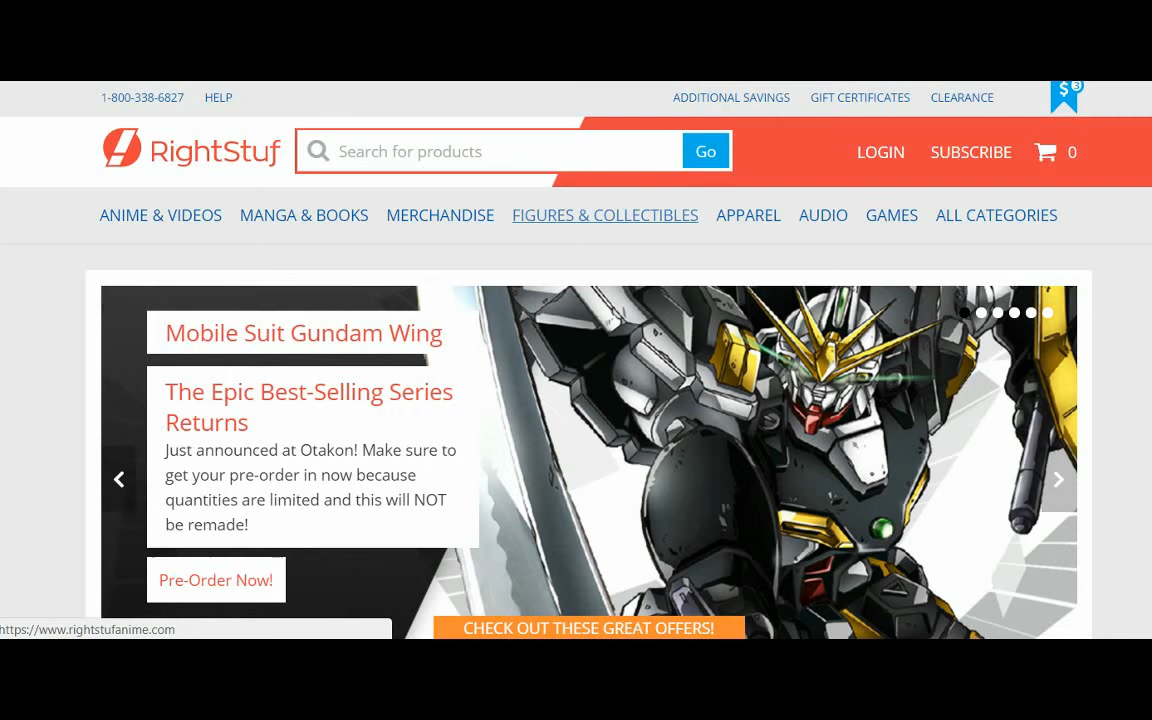 1-800-338-6827 HELP ADDITIONAL SAVINGS GIFT CERTIFICATES CLEARANCE $ 3
RightStuf Search for products Go LOGIN SUBSCRIBE 0
ANIME & VIDEOS MANGA & BOOKS MERCHANDISE FIGURES & COLLECTIBLES APPAREL AUDIO GAMES ALL CATEGORIES
Mobile Suit Gundam Wing
The Epic Best-Selling Series
Returns
Just announced at Otakon! Make sure to
get your pre-order in now because
quantities are limited and this will NOT
be remade!
Pre-Order Now!
CHECK OUT THESE GREAT OFFERS!
https://www.rightstufanime.com